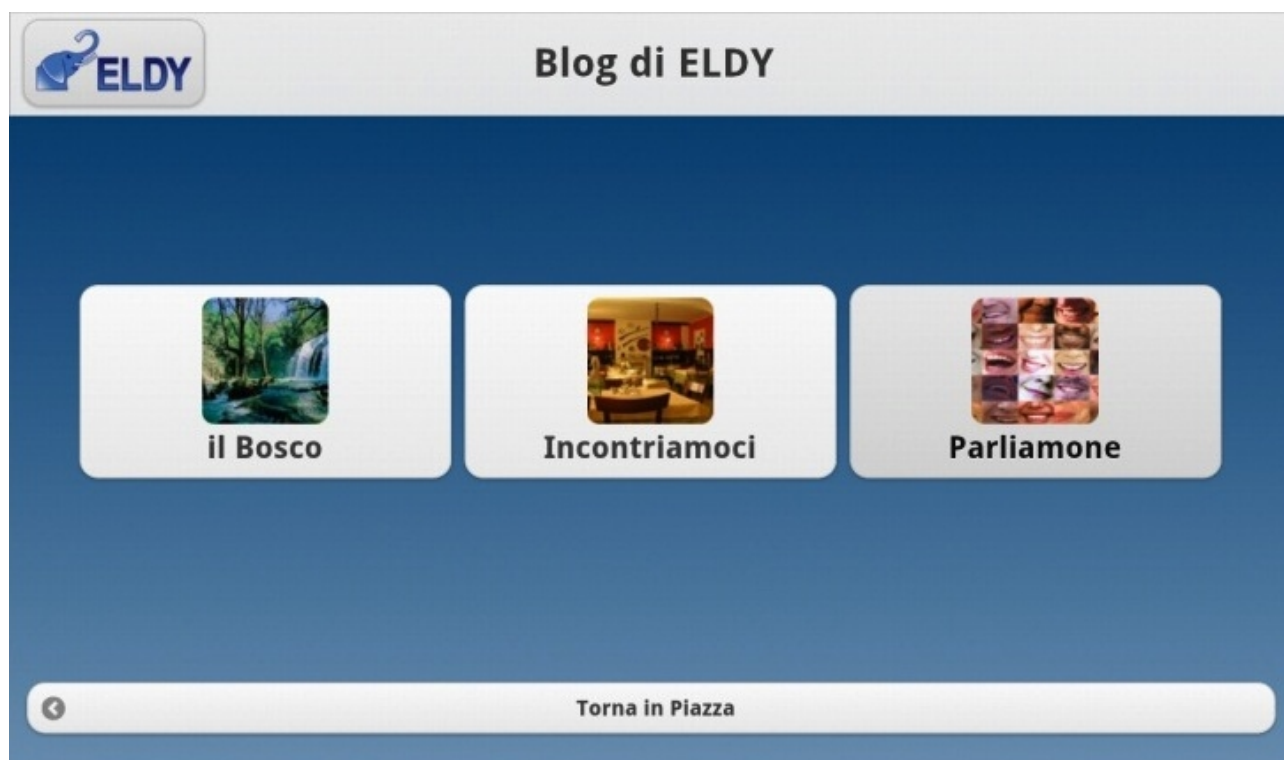 ELDY
Blog di ELDY
il Bosco
Incontriamoci
Parliamone
Torna in Piazza